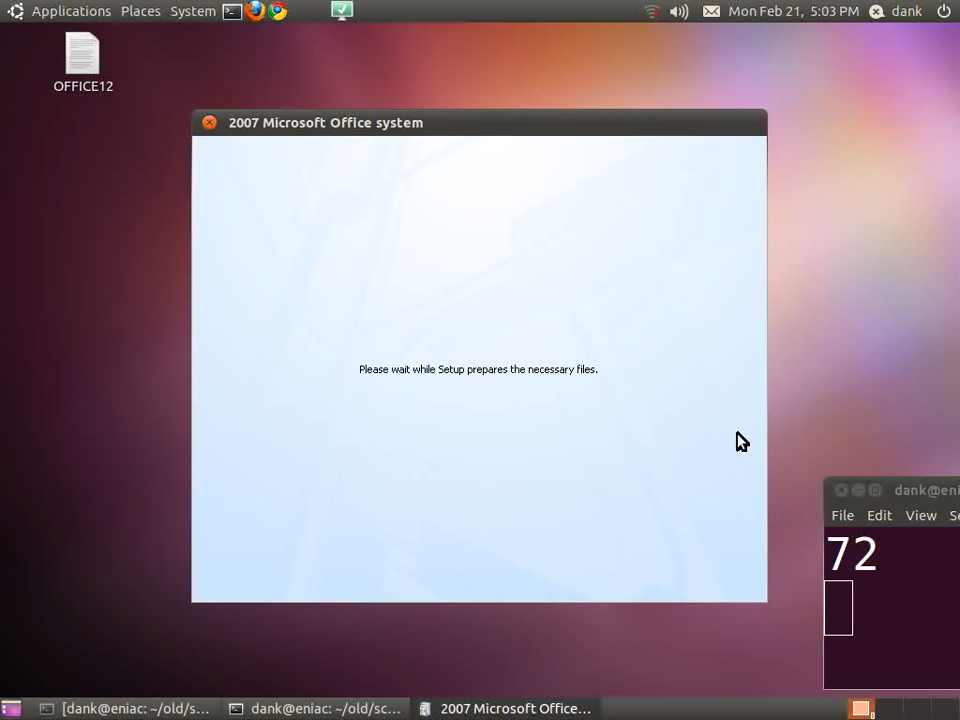 Applications Places System Mon Feb 21, 5:03 PM dank
OFFICE12
2007 Microsoft Office system
Please wait while Setup prepares the necessary files.
dank@eni
File Edit View Se
72
[dank@eniac: ~/old/s... dank@eniac: ~/old/sc... 2007 Microsoft Office...